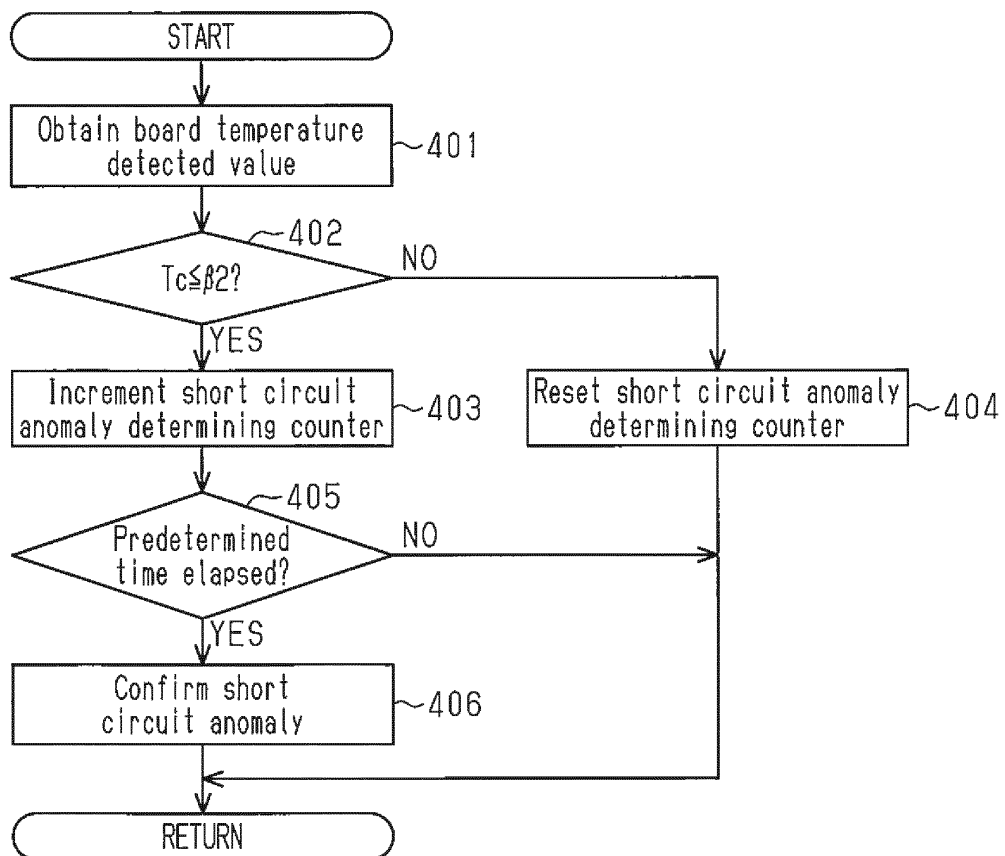 START
Obtain board temperature
detected value
401
402
Tc≦β2?
NO
YES
Increment short circuit
anomaly determining counter
403
Reset short circuit anomaly
determining counter
404
405
Predetermined
time elapsed?
NO
YES
Confirm short
circuit anomaly
406
RETURN